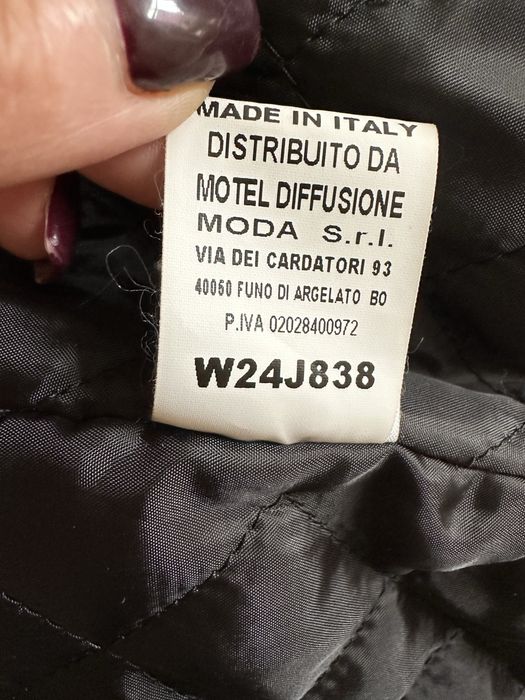 MADE IN ITALY
DISTRIBUITO DA
MOTEL DIFFUSIONE
MODA S.r.l.
VIA DEI CARDATORI 93
40050 FUNO DI ARGELATO BO
P.IVA 02028400972
W24J838